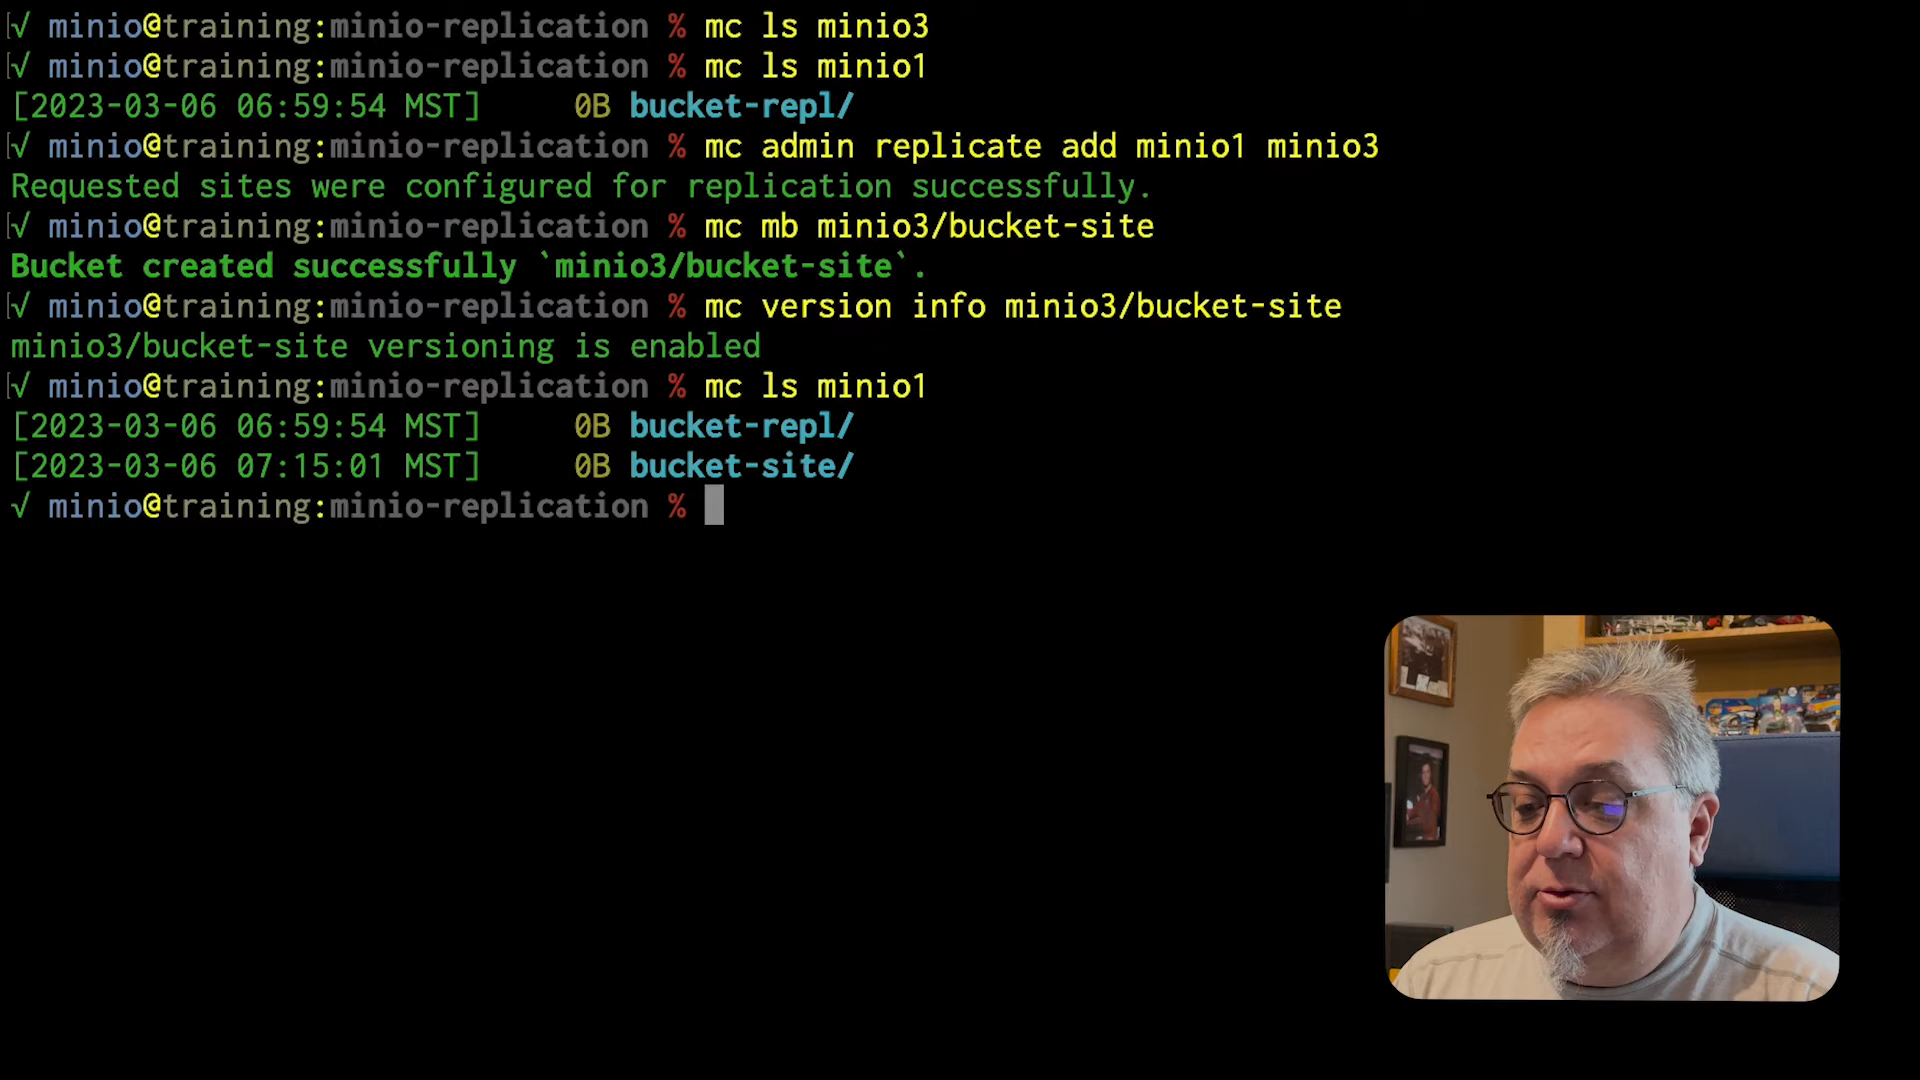 √ minio@training:minio-replication % mc ls minio3
√ minio@training:minio-replication % mc ls minio1
[2023-03-06 06:59:54 MST]     0B bucket-repl/
√ minio@training:minio-replication % mc admin replicate add minio1 minio3
Requested sites were configured for replication successfully.
√ minio@training:minio-replication % mc mb minio3/bucket-site
Bucket created successfully `minio3/bucket-site`.
√ minio@training:minio-replication % mc version info minio3/bucket-site
minio3/bucket-site versioning is enabled
√ minio@training:minio-replication % mc ls minio1
[2023-03-06 06:59:54 MST]     0B bucket-repl/
[2023-03-06 07:15:01 MST]     0B bucket-site/
√ minio@training:minio-replication %